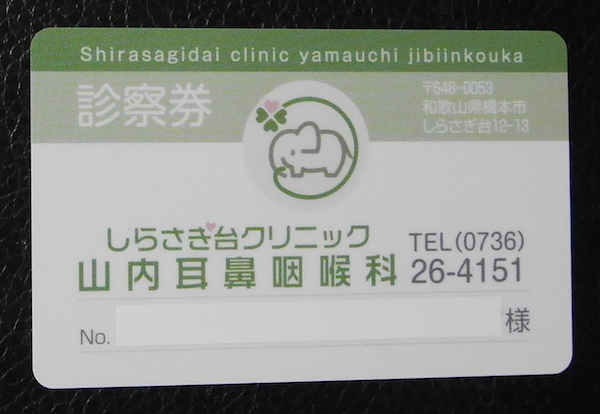 Shirasagidai clinic yamauchi jibiinkouka
診察券
〒648-0053
和歌山県橋本市
しらさぎ台12-13
しらさぎ台クリニック
山内耳鼻咽喉科
TEL(0736)
26-4151
No.
様